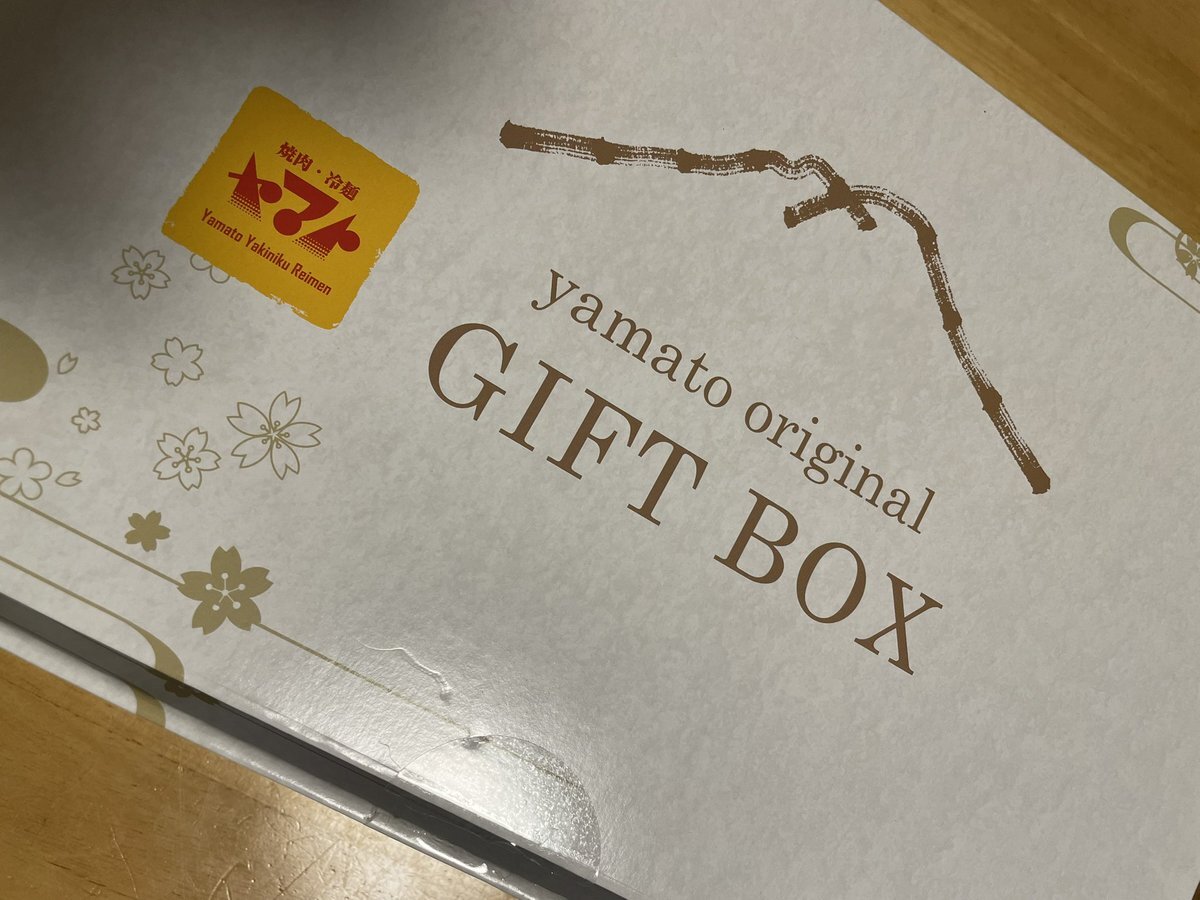 焼肉・冷麺
ヤマト
Yamato Yakiniku Reimen
yamato original
GIFT BOX